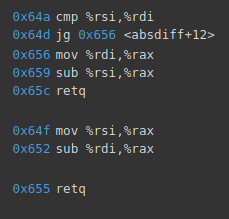 0x64a cmp %rsi,%rdi
0x64d jg 0x656 <absdiff+12>
0x656 mov %rdi,%rax
0x659 sub %rsi,%rax
0x65c retq
0x64f mov %rsi,%rax
0x652 sub %rdi,%rax
0x655 retq